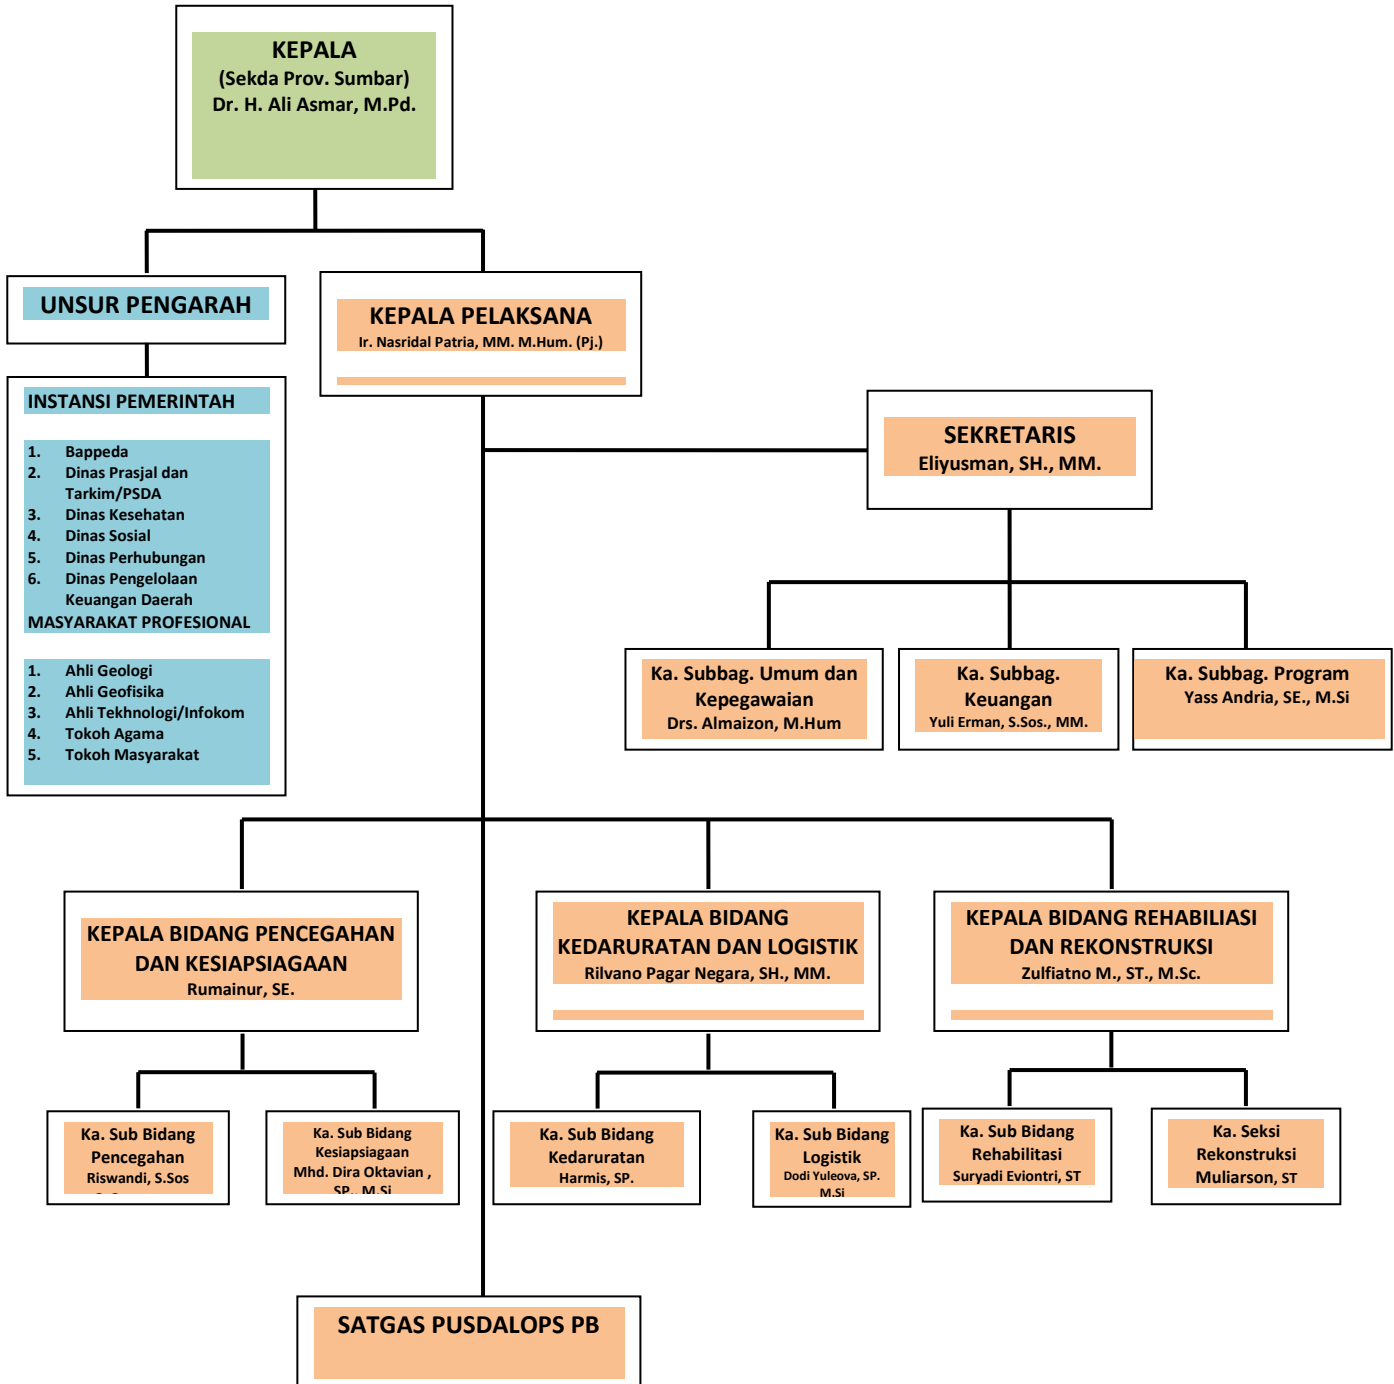 KEPALA
(Sekda Prov. Sumbar)
Dr. H. Ali Asmar, M.Pd.
UNSUR PENGARAH
KEPALA PELAKSANA
Ir. Nasridal Patria, MM. M.Hum. (Pj.)
INSTANSI PEMERINTAH
1. Bappeda
2. Dinas Prasjal dan
Tarkim/PSDA
3. Dinas Kesehatan
4. Dinas Sosial
5. Dinas Perhubungan
6. Dinas Pengelolaan
Keuangan Daerah
MASYARAKAT PROFESIONAL
1. Ahli Geologi
2. Ahli Geofisika
3. Ahli Tekhnologi/Infokom
4. Tokoh Agama
5. Tokoh Masyarakat
SEKRETARIS
Eliyusman, SH., MM.
Ka. Subbag. Umum dan
Kepegawaian
Drs. Almaizon, M.Hum
Ka. Subbag.
Keuangan
Yuli Erman, S.Sos., MM.
Ka. Subbag. Program
Yass Andria, SE., M.Si
KEPALA BIDANG PENCEGAHAN
DAN KESIAPSIAGAAN
Rumainur, SE.
KEPALA BIDANG
KEDARURATAN DAN LOGISTIK
Rilvano Pagar Negara, SH., MM.
KEPALA BIDANG REHABILIASI
DAN REKONSTRUKSI
Zulfiatno M., ST., M.Sc.
Ka. Sub Bidang
Pencegahan
Riswandi, S.Sos
Ka. Sub Bidang
Kesiapsiagaan
Mhd. Dira Oktavian ,
SP., M.Si
Ka. Sub Bidang
Kedaruratan
Harmis, SP.
Ka. Sub Bidang
Logistik
Dodi Yuleova, SP.
M.Si
Ka. Sub Bidang
Rehabilitasi
Suryadi Eviontri, ST
Ka. Seksi
Rekonstruksi
Muliarson, ST
SATGAS PUSDALOPS PB